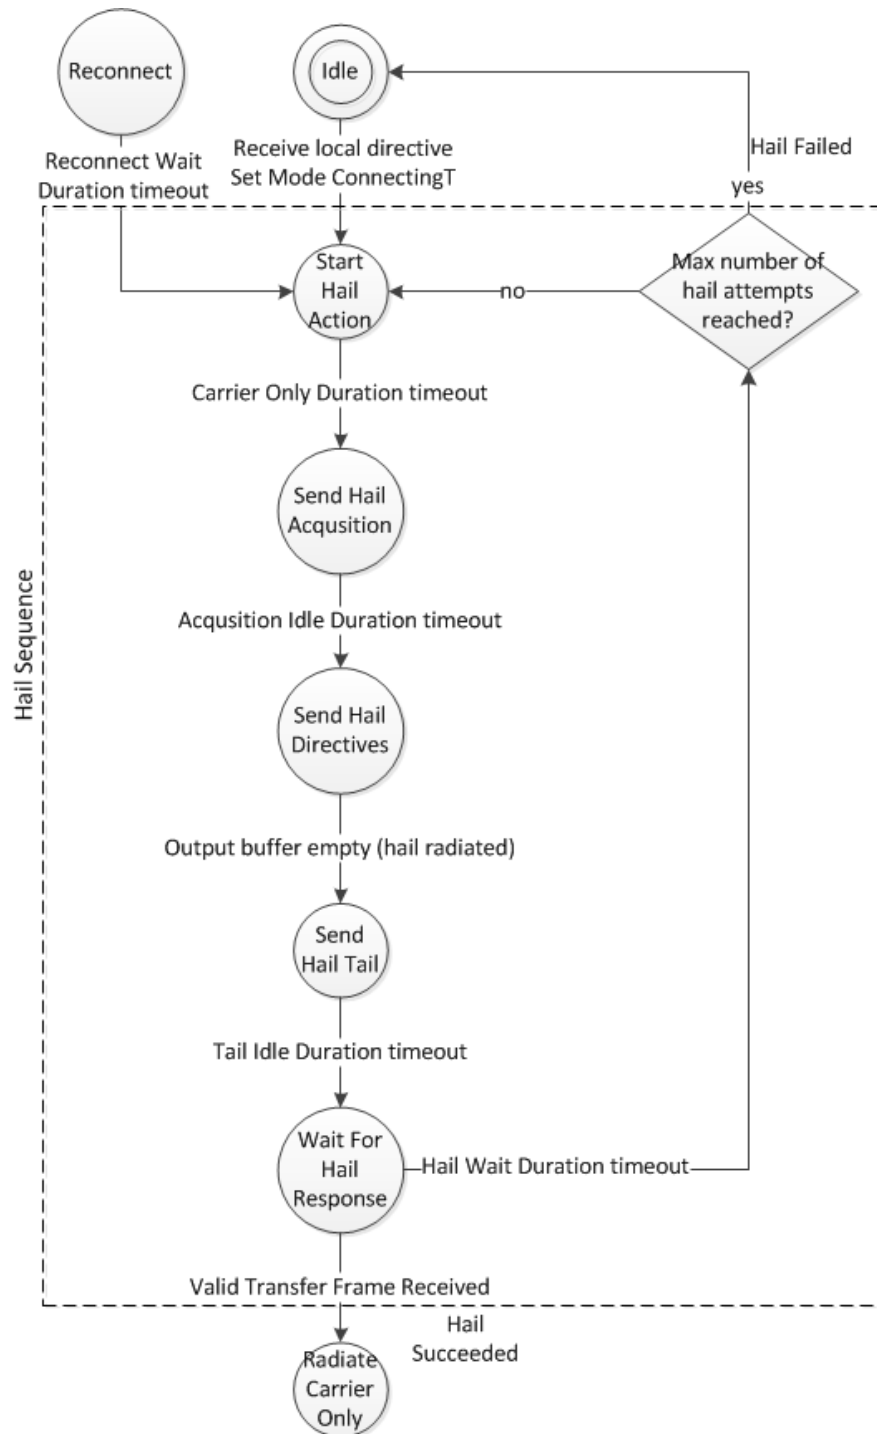 Reconnect
Idle
Reconnect Wait
Duration timeout
Receive local directive
Set Mode ConnectingT
Hail Failed
yes
Start
Hail
Action
no
Max number of
hail attempts
reached?
Carrier Only Duration timeout
Send Hail
Acqusition
Acqusition Idle Duration timeout
Hail Sequence
Send Hail
Directives
Output buffer empty (hail radiated)
Send
Hail Tail
Tail Idle Duration timeout
Wait For
Hail
Response
Hail Wait Duration timeout
Valid Transfer Frame Received
Hail
Succeeded
Radiate
Carrier
Only